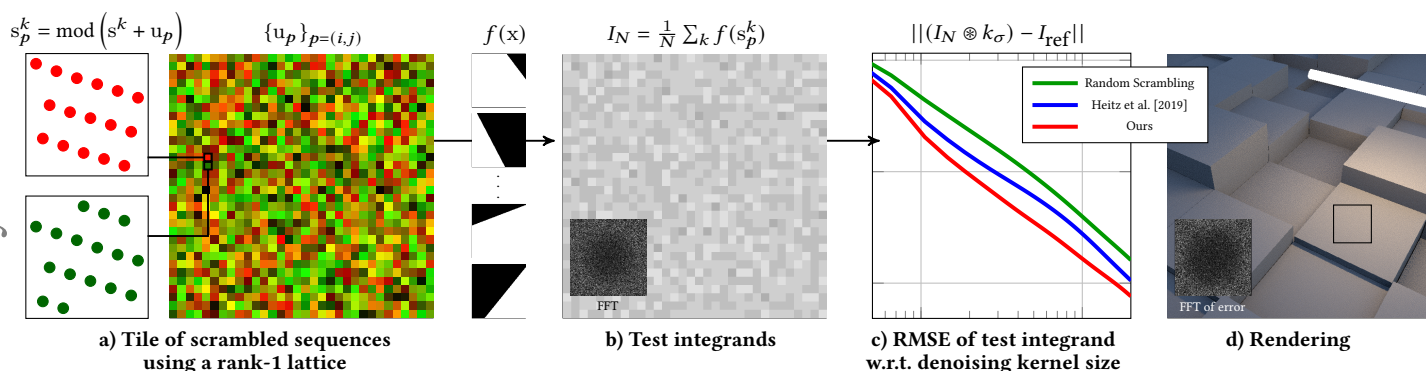 s_p^k = mod(s^k + u_p)
{u_p}_{p=(i,j)}
f(x)
I_N = 1/N ∑_k f(s_p^k)
||(I_N ⊛ k_σ) − I_ref||
Random Scrambling
Heitz et al. [2019]
Ours
FFT
FFT of error
a) Tile of scrambled sequences
using a rank-1 lattice
b) Test integrands
c) RMSE of test integrand
w.r.t. denoising kernel size
d) Rendering